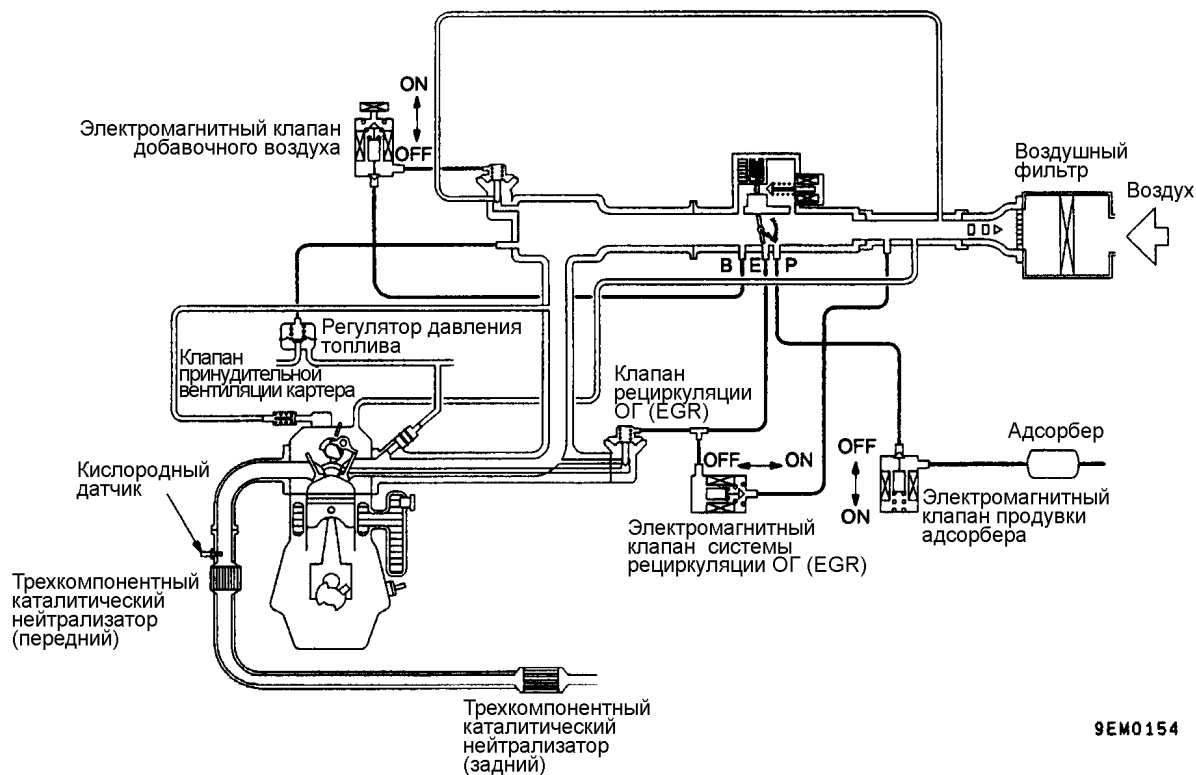 ON
Электромагнитный клапан
добавочного воздуха
OFF
Воздушный
фильтр
Воздух
B E P
Регулятор давления
топлива
Клапан
принудительной
вентиляции картера
Клапан
рециркуляции
ОГ (EGR)
OFF ON
OFF
ON
Адсорбер
Электромагнитный
клапан продувки
адсорбера
Электромагнитный
клапан системы
рециркуляции ОГ (EGR)
Кислородный
датчик
Трехкомпонентный
каталитический
нейтрализатор
(передний)
Трехкомпонентный
каталитический
нейтрализатор
(задний)
9EM0154